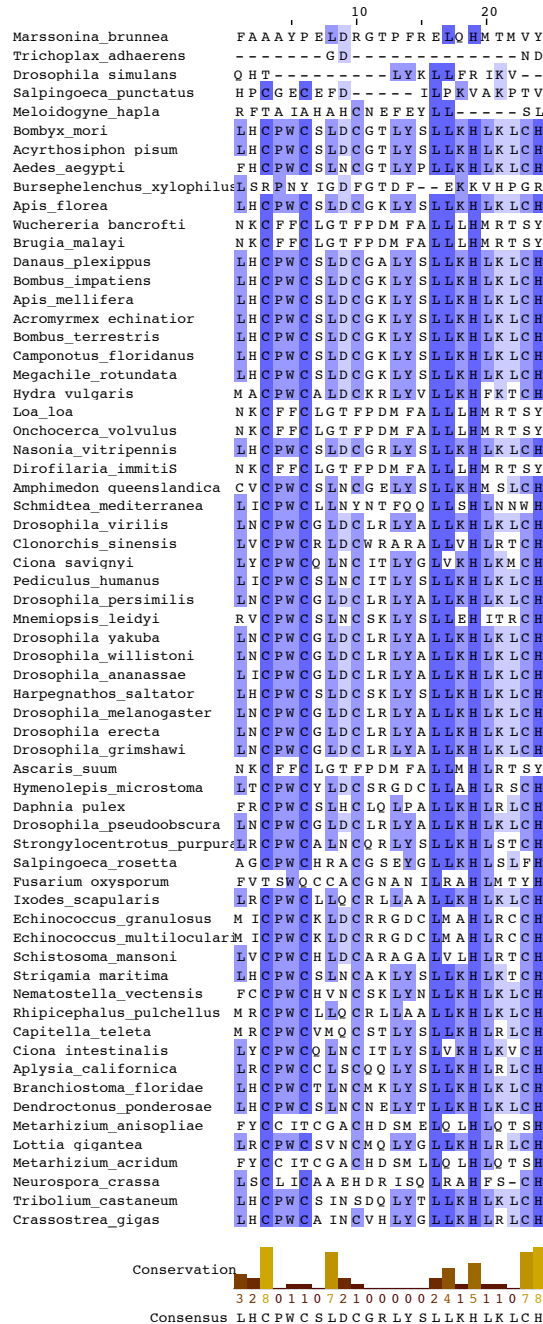 10 20
Marssonina_brunnea FAAAYPELDRGTPFRELQHMTMVY
Trichoplax_adhaerens -------GD-------------ND
Drosophila simulans QHT---------LYKLLFRIKV--
Salpingoeca_punctatus HPCGECEFD-----ILPKVAKPTV
Meloidogyne_hapla RFTAIAHAHCNEFEYLL-----SL
Bombyx_mori LHCPWCSLDCGTLYSLLKHLKLCH
Acyrthosiphon pisum LHCPWCSLDCGTLYSLLKHLKLCH
Aedes_aegypti FHCPWCSLNCGTLYPLLKHLKLCH
Bursephelenchus_xylophilus LSRPNYIGDFGTDF--EKKVHPGR
Apis_florea LHCPWCSLDCGKLYSLLKHLKLCH
Wuchereria bancrofti NKCFFCLGTFPDMFALLLHMRTSY
Brugia_malayi NKCFFCLGTFPDMFALLLHMRTSY
Danaus_plexippus LHCPWCSLDCGALYSLLKHLKLCH
Bombus_impatiens LHCPWCSLDCGKLYSLLKHLKLCH
Apis_mellifera LHCPWCSLDCGKLYSLLKHLKLCH
Acromyrmex echinatior LHCPWCSLDCGKLYSLLKHLKLCH
Bombus_terrestris LHCPWCSLDCGKLYSLLKHLKLCH
Camponotus_floridanus LHCPWCSLDCGKLYSLLKHLKLCH
Megachile_rotundata LHCPWCSLDCGKLYSLLKHLKLCH
Hydra vulgaris MACPWCALDCKRLYVLLKHFKTCH
Loa_loa NKCFFCLGTFPDMFALLLHMRTSY
Onchocerca_volvulus NKCFFCLGTFPDMFALLLHMRTSY
Nasonia_vitripennis LHCPWCSLDCGRLYSLLKHLKLCH
Dirofilaria_immitiS NKCFFCLGTFPDMFALLLHMRTSY
Amphimedon queenslandica CVCPWCSLNCGELYSLLKHMSLCH
Schmidtea_mediterranea LICPWCLLNYNTFQQLLSHLNNWH
Drosophila_virilis LNCPWCGLDCLRLYALLKHLKLCH
Clonorchis_sinensis LVCPWCRLDCWRARALLVHLRTCH
Ciona savignyi LYCPWCQLNCITLYGLVKHLKMCH
Pediculus_humanus LICPWCSLNCITLYSLLKHLKLCH
Drosophila_persimilis LNCPWCGLDCLRLYALLKHLKLCH
Mnemiopsis_leidyi RVCPWCSLNCSKLYSLLEHITRCH
Drosophila yakuba LNCPWCGLDCLRLYALLKHLKLCH
Drosophila_willistoni LNCPWCGLDCLRLYALLKHLKLCH
Drosophila_ananassae LICPWCGLDCLRLYALLKHLKLCH
Harpegnathos_saltator LHCPWCSLDCSKLYSLLKHLKLCH
Drosophila_melanogaster LNCPWCGLDCLRLYALLKHLKLCH
Drosophila erecta LNCPWCGLDCLRLYALLKHLKLCH
Drosophila_grimshawi LNCPWCGLDCLRLYALLKHLKLCH
Ascaris_suum NKCFFCLGTFPDMFALLMHLRTSY
Hymenolepis_microstoma LTCPWCYLDCSRGDCLLAHLRSCH
Daphnia pulex FRCPWCSLHCLQLPALLKHLRLCH
Drosophila_pseudoobscura LNCPWCGLDCLRLYALLKHLKLCH
Strongylocentrotus_purpura LRCPWCALNCQRLYSLLKHLSTCH
Salpingoeca_rosetta AGCPWCHRACGSEYGLLKHLSLFH
Fusarium oxysporum FVTSWQCCACGNANILRAHLMTYH
Ixodes_scapularis LRCPWCLLQCRLLAALLKHLKLCH
Echinococcus_granulosus MICPWCKLDCRRGDCLMAHLRCCH
Echinococcus_multiloculari MICPWCKLDCRRGDCLMAHLRCCH
Schistosoma_mansoni LVCPWCHLDCARAGALVLHLRTCH
Strigamia maritima LHCPWCSLNCAKLYSLLKHLKTCH
Nematostella_vectensis FCCPWCHVNCSKLYNLLKHLKLCH
Rhipicephalus_pulchellus MRCPWCLLQCRLLAALLKHLKLCH
Capitella_teleta MRCPWCVMQCSTLYSLLKHLRLCH
Ciona intestinalis LYCPWCQLNCITLYSLVKHLKVCH
Aplysia_californica LRCPWCCLSCQQLYSLLKHLRLCH
Branchiostoma_floridae LHCPWCTLNCMKLYSLLKHLKLCH
Dendroctonus_ponderosae LHCPWCSLNCNELYTLLKHLKLCH
Metarhizium_anisopliae FYCCITCGACHDSMELQLHLQTSH
Lottia gigantea LRCPWCSVNCMQLYGLLKHLRLCH
Metarhizium_acridum FYCCITCGACHDSMLLQLHLQTSH
Neurospora_crassa LSCLICAAEHDRISQLRAHFS-CH
Tribolium_castaneum LHCPWCSINSDQLYTLLKHLKLCH
Crassostrea_gigas LHCPWCAINCVHLYGLLKHLRLCH
Conservation
328011072100000241511078
Consensus LHCPWCSLDCGRLYSLLKHLKLCH